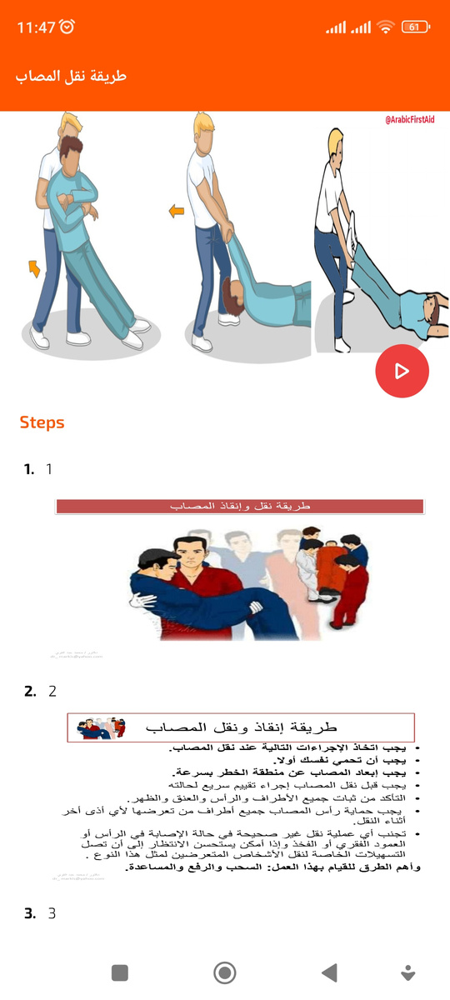 11:47
61
طريقة نقل المصاب
@ArabicFirstAid
Steps
1. 1
طريقة نقل وإنقاذ المصاب
2. 2
طريقة إنقاذ ونقل المصاب
• يجب اتخاذ الإجراءات التالية عند نقل المصاب.
• يجب أن تحمي نفسك أولا.
• يجب إبعاد المصاب عن منطقة الخطر بسرعة.
• يجب قبل نقل المصاب إجراء تقييم سريع لحالته
• التأكد من ثبات جميع الأطراف والرأس والعنق والظهر.
• يجب حماية رأس المصاب جميع أطراف من تعرضها لأي أذى أخر
أثناء النقل.
• تجنب أي عملية نقل غير صحيحة في حالة الإصابة في الرأس أو
العمود الفقري أو الفخذ وإذا أمكن يستحسن الانتظار إلى أن تصل
التسهيلات الخاصة لنقل الأشخاص المتعرضين لمثل هذا النوع .
وأهم الطرق للقيام بهذا العمل: السحب والرفع والمساعدة.
3. 3